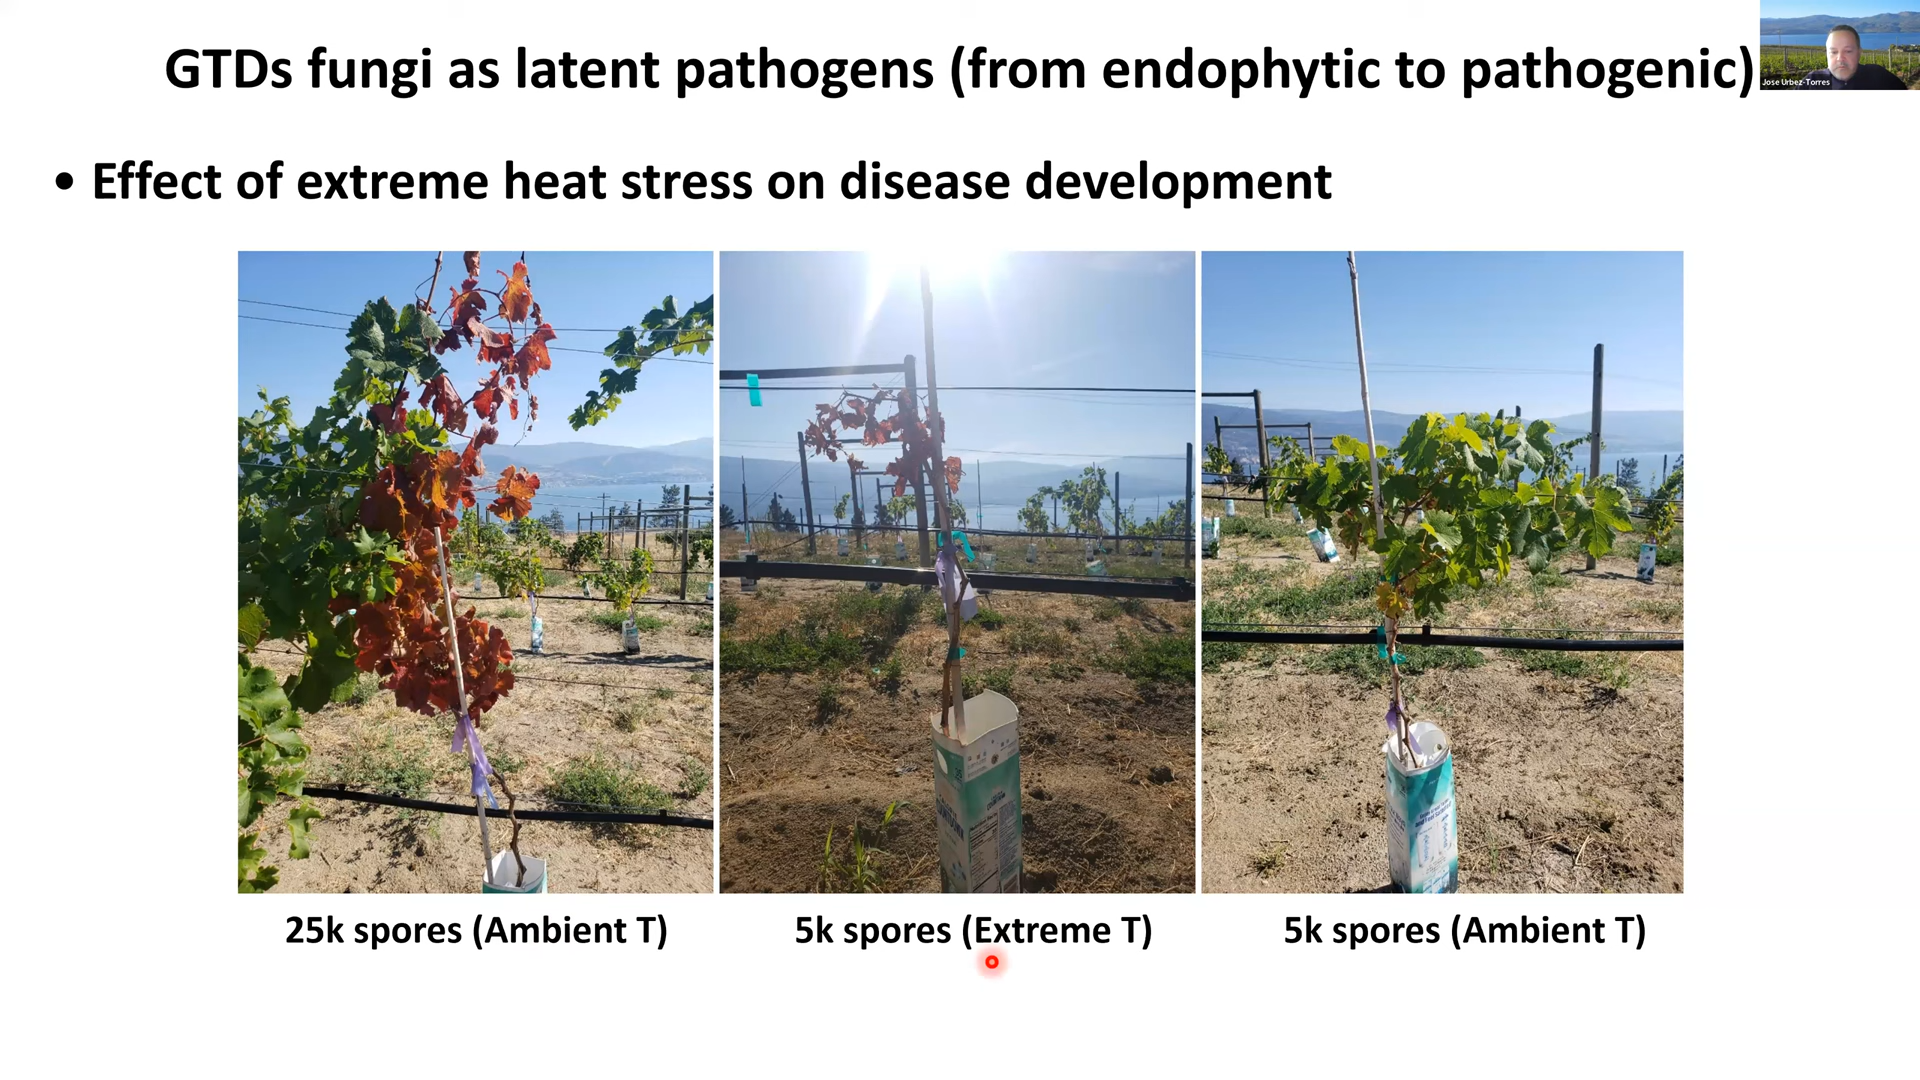 GTDs fungi as latent pathogens (from endophytic to pathogenic)
Jose Urbez-Torres
• Effect of extreme heat stress on disease development
25k spores (Ambient T)
5k spores (Extreme T)
5k spores (Ambient T)